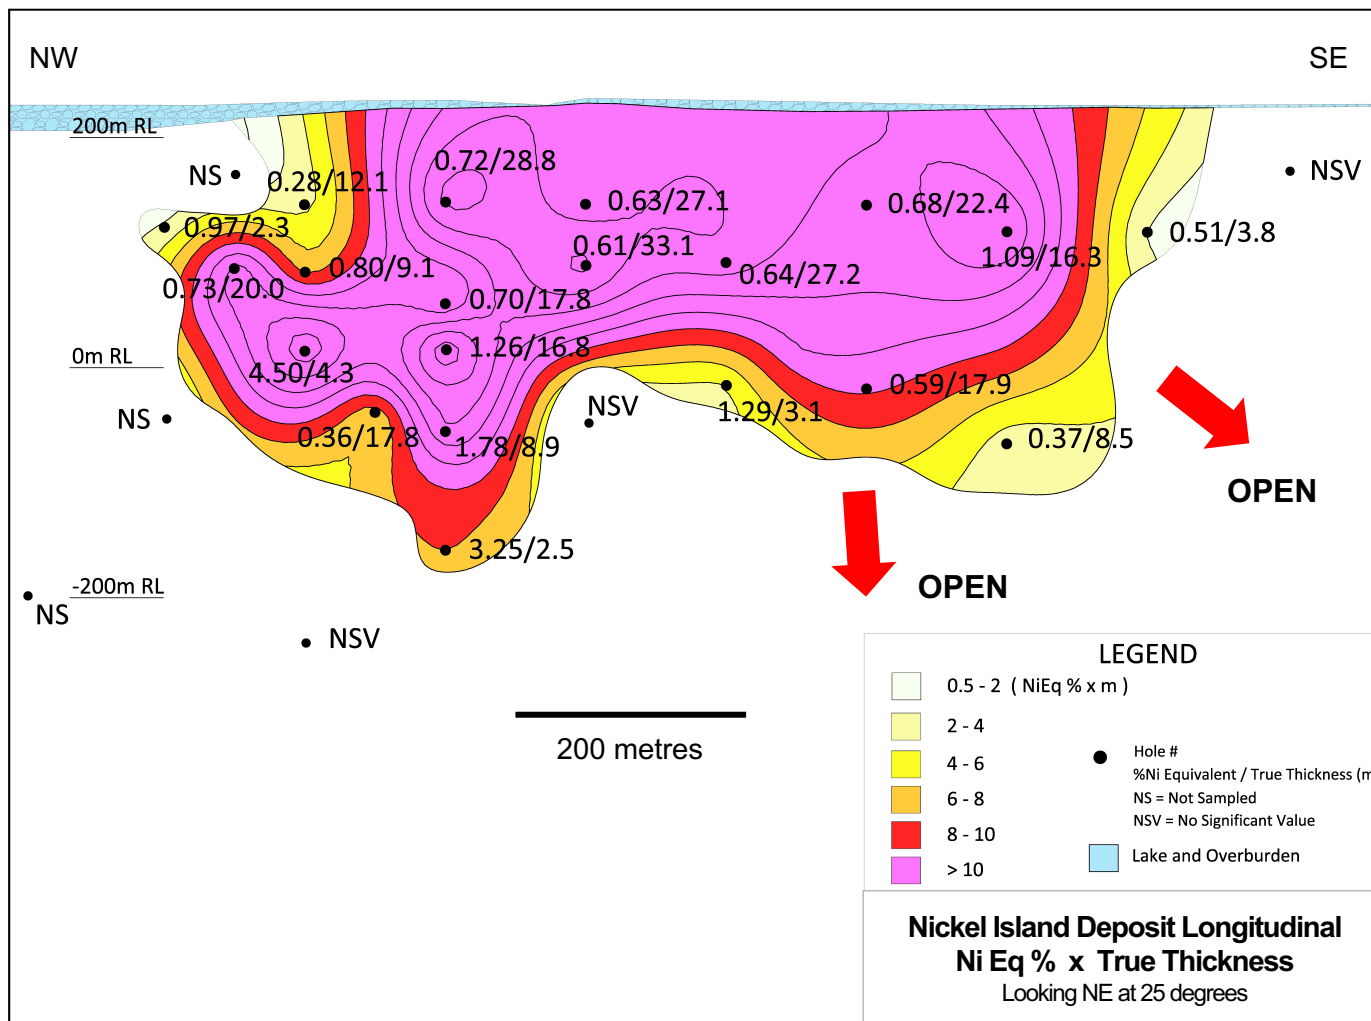 NW
SE
200m RL
NS
0.28/12.1
0.72/28.8
0.63/27.1
0.68/22.4
NSV
0.97/2.3
0.61/33.1
1.09/16.3
0.51/3.8
0.73/20.0
0.80/9.1
0.70/17.8
0.64/27.2
0m RL
4.50/4.3
1.26/16.8
0.59/17.9
NS
0.36/17.8
1.78/8.9
NSV
1.29/3.1
0.37/8.5
OPEN
3.25/2.5
OPEN
-200m RL
NS
NSV
200 metres
LEGEND
0.5 - 2 ( NiEq % x m )
2 - 4
4 - 6
6 - 8
8 - 10
> 10
Hole #
%Ni Equivalent / True Thickness (m
NS = Not Sampled
NSV = No Significant Value
Lake and Overburden
Nickel Island Deposit Longitudinal
Ni Eq % x True Thickness
Looking NE at 25 degrees